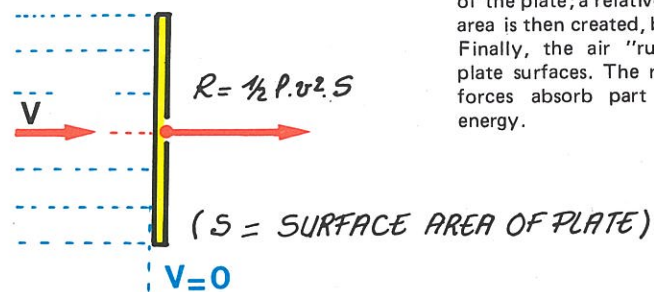 of the plate, a relative
area is then created, b
Finally, the air "ru
plate surfaces. The r
forces absorb part
energy.
R = ½ ρ.v². S
V
(S = SURFACE AREA OF PLATE)
V=0